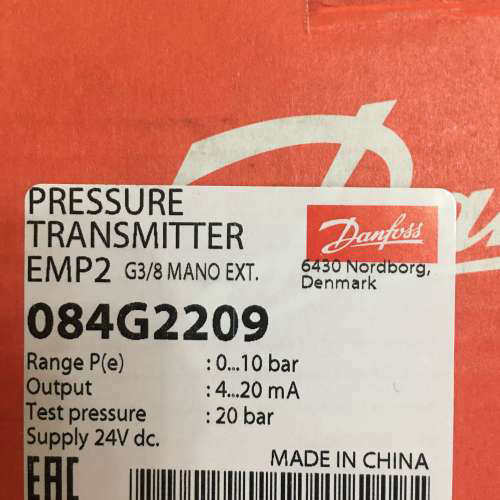 PRESSURE
TRANSMITTER
EMP2 G3/8 MANO EXT.
Danfoss
6430 Nordborg,
Denmark
084G2209
Range P(e) : 0...10 bar
Output : 4...20 mA
Test pressure : 20 bar
Supply 24V dc.
MADE IN CHINA
EAC